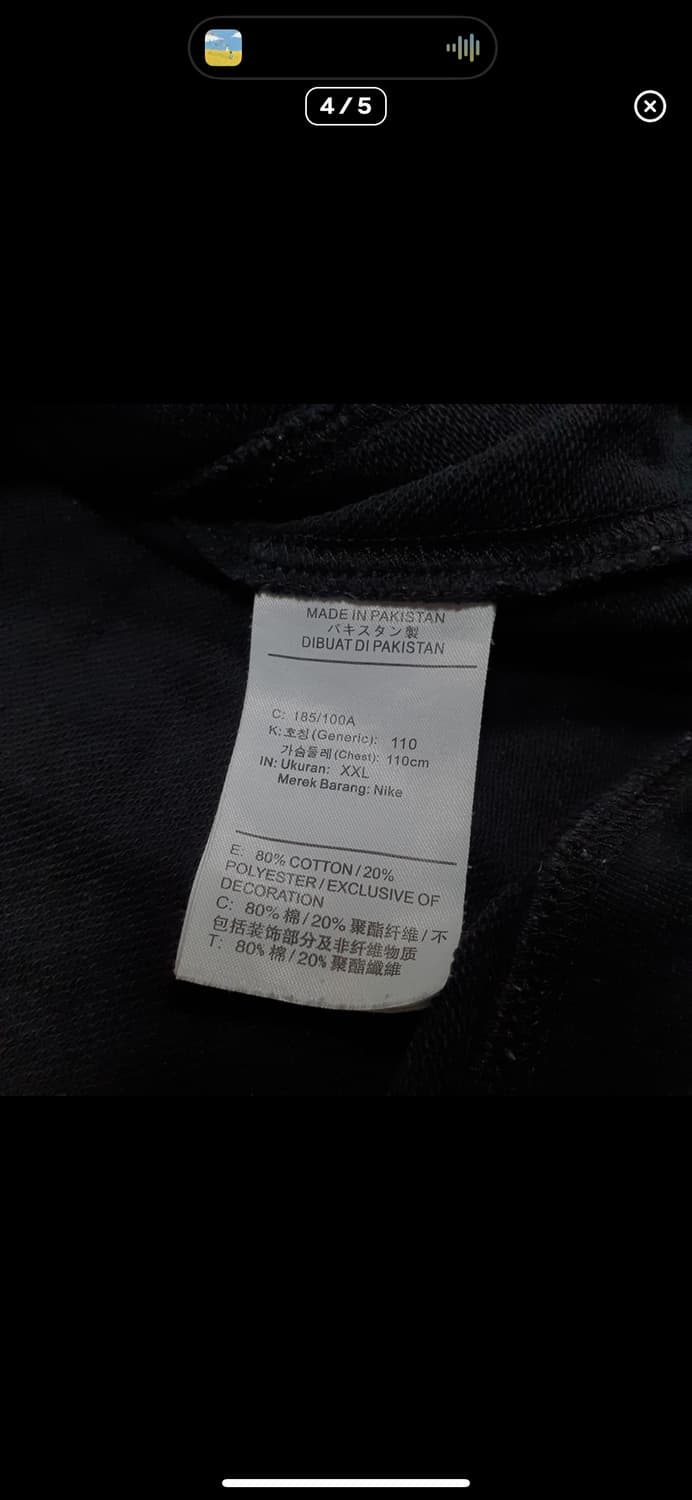 4/5
MADE IN PAKISTAN
パキスタン製
DIBUAT DI PAKISTAN
C: 185/100A
K: 호칭(Generic): 110
가슴둘레(Chest): 110cm
IN: Ukuran: XXL
Merek Barang: Nike
E: 80% COTTON/20%
POLYESTER/EXCLUSIVE OF
DECORATION
C: 80% 棉/20% 聚酯纤维/不
包括装饰部分及非纤维物质
T: 80% 棉/20% 聚酯纖維